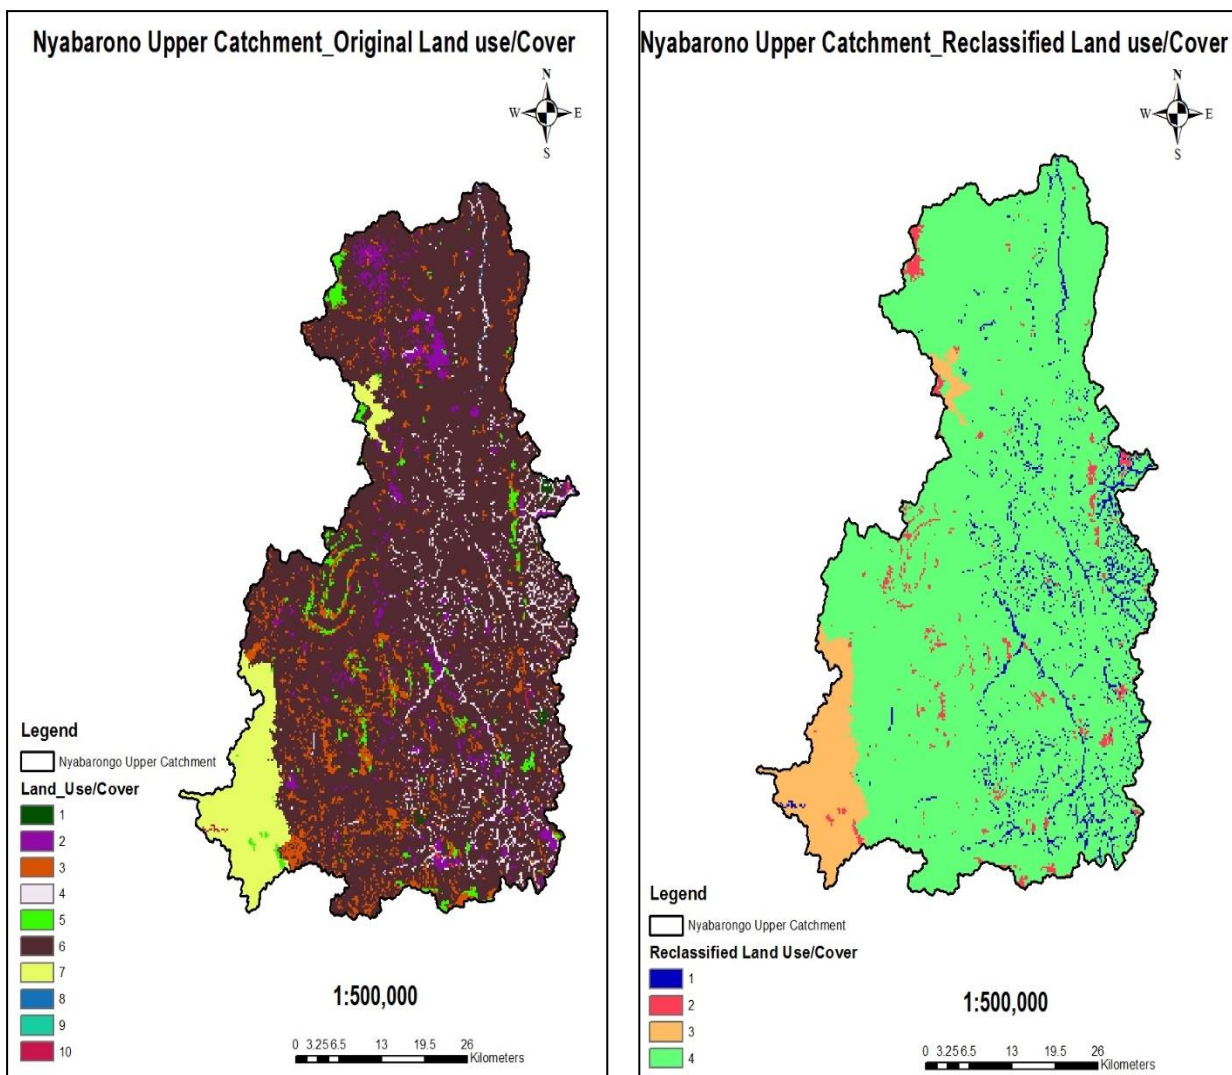 Nyabarono Upper Catchment_Original Land use/Cover
N
W E
S
Legend
Nyabarongo Upper Catchment
Land_Use/Cover
1
2
3
4
5
6
7
8
9
10
1:500,000
0 3.25 6.5 13 19.5 26
Kilometers
Nyabarono Upper Catchment_Reclassified Land use/Cover
N
W E
S
Legend
Nyabarongo Upper Catchment
Reclassified Land Use/Cover
1
2
3
4
1:500,000
0 3.25 6.5 13 19.5 26
Kilometers